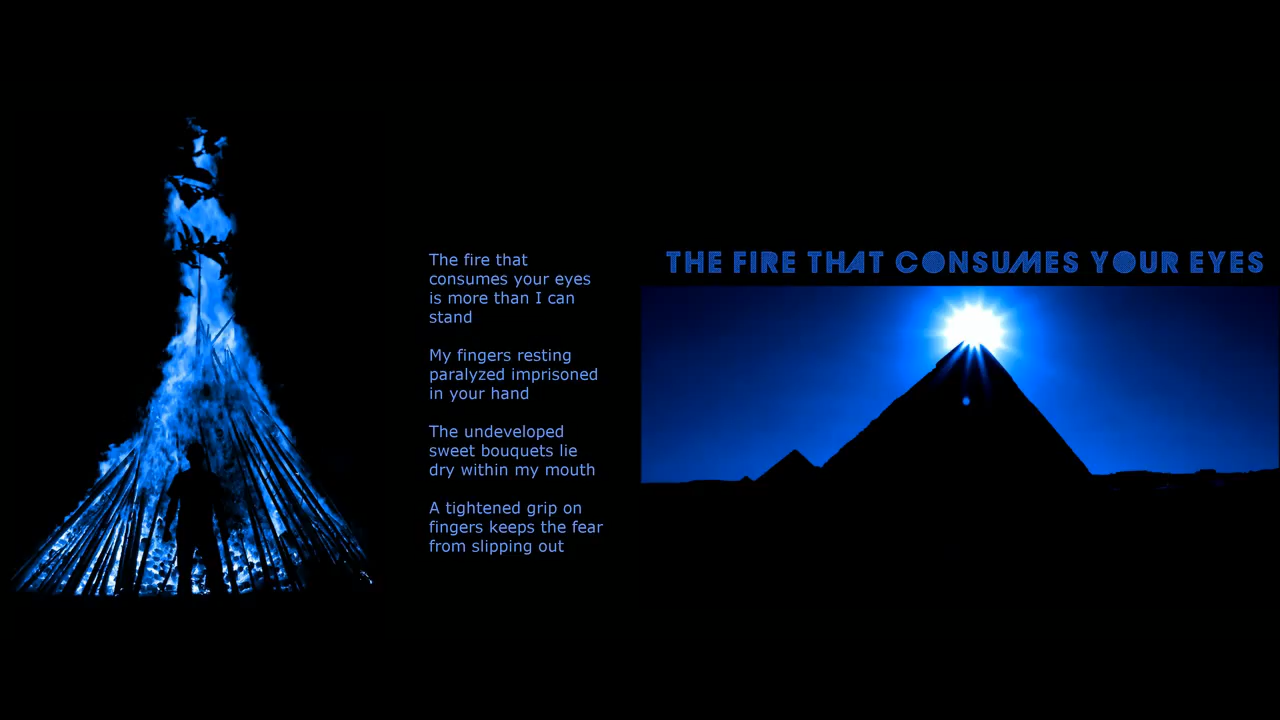 The fire that
consumes your eyes
is more than I can
stand
My fingers resting
paralyzed imprisoned
in your hand
The undeveloped
sweet bouquets lie
dry within my mouth
A tightened grip on
fingers keeps the fear
from slipping out
THE FIRE THAT CONSUMES YOUR EYES